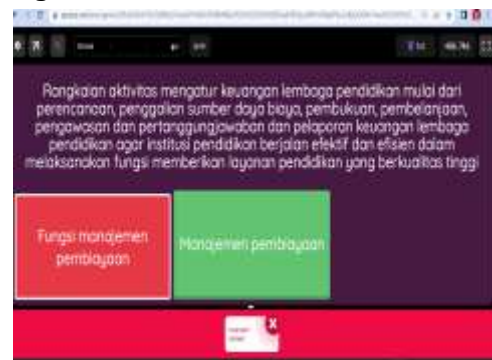 Rangkaian aktivitas mengatur keuangan lembaga pendidikan mulai dari
perencanaan, penggalian sumber daya biaya, pembukuan, pembelanjaan,
pengawasan dan pertanggungjawaban dan pelaporan keuangan lembaga
pendidikan agar institusi pendidikan berjalan efektif dan efisien dalam
melaksanakan fungsi memberikan layanan pendidikan yang berkualitas tinggi
Fungsi manajemen
pembiayaan
Manajemen pembiayaan